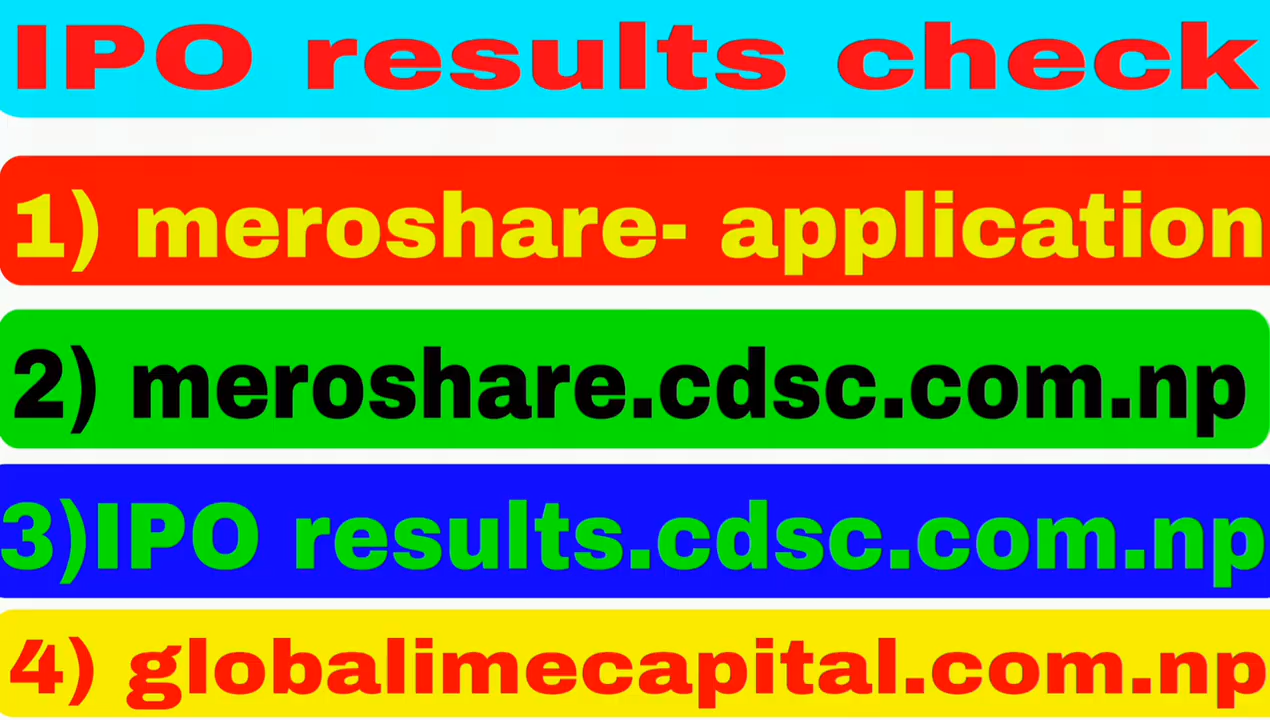 IPO results check
1) meroshare- application
2) meroshare.cdsc.com.np
3)IPO results.cdsc.com.np
4) globalimecapital.com.np